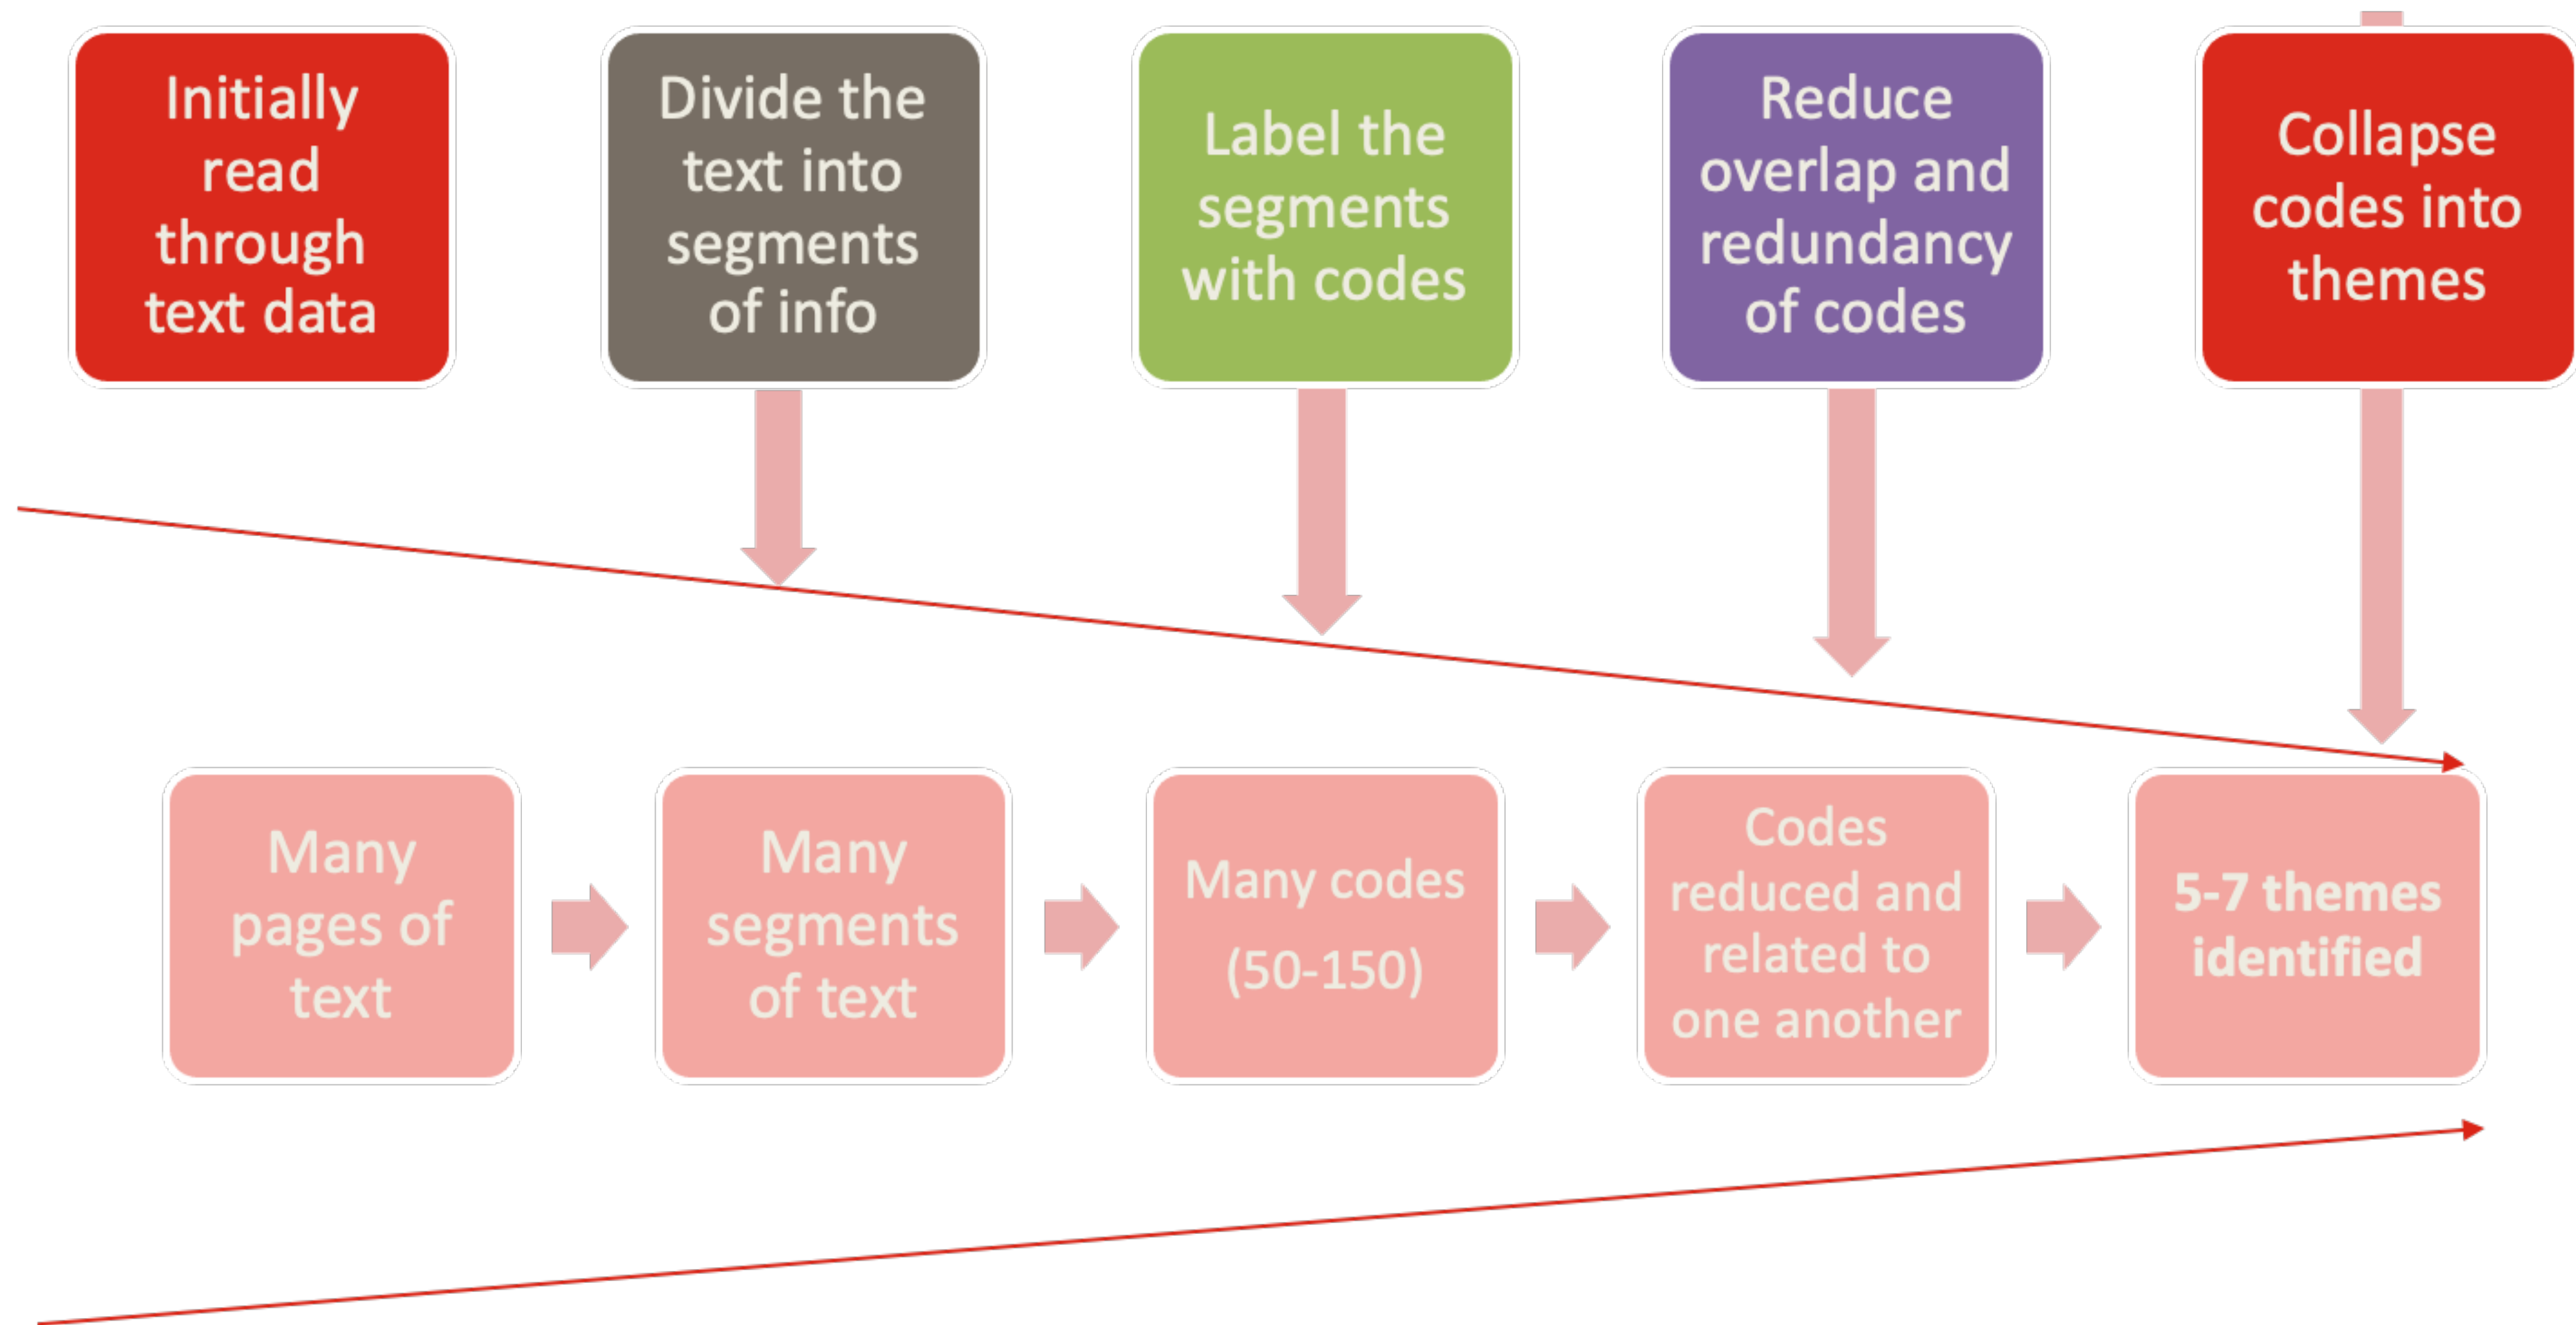 Initially
read
through
text data
Divide the
text into
segments
of info
Label the
segments
with codes
Reduce
overlap and
redundancy
of codes
Collapse
codes into
themes
Many
pages of
text
Many
segments
of text
Many codes
(50-150)
Codes
reduced and
related to
one another
5-7 themes
identified